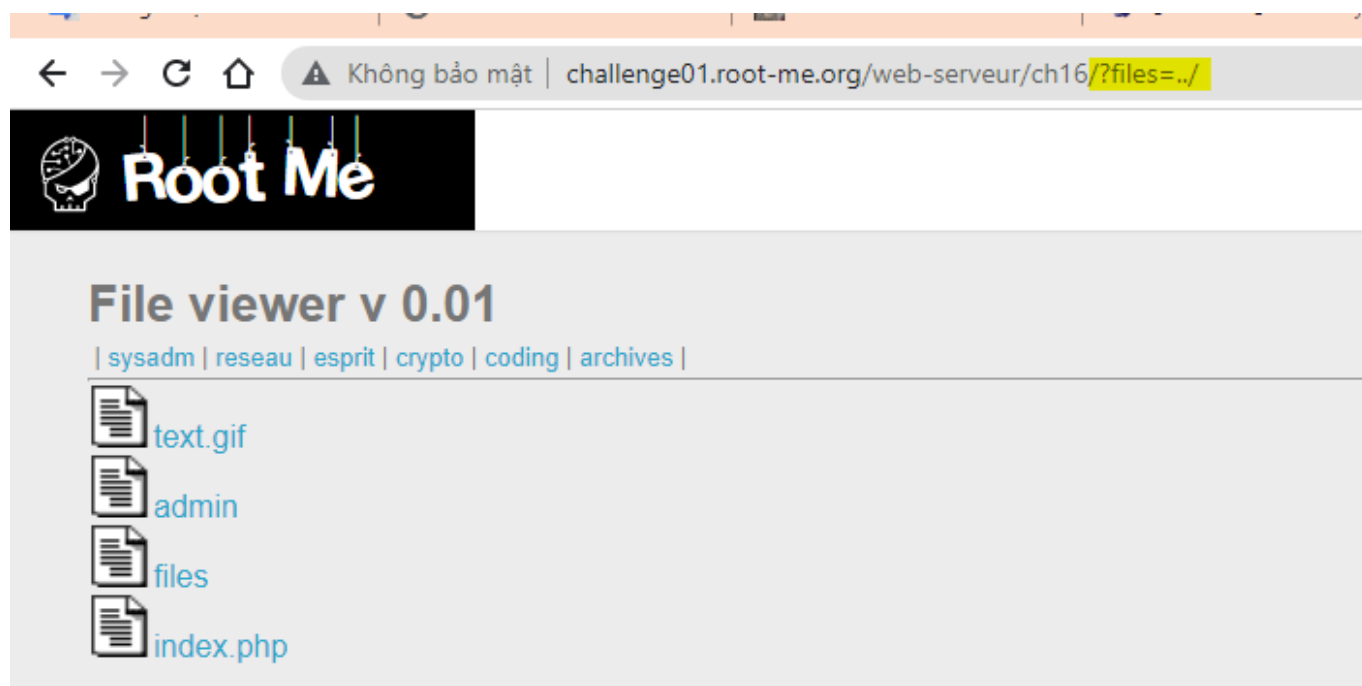 Không bảo mật | challenge01.root-me.org/web-serveur/ch16/?files=../
Root Me
File viewer v 0.01
| sysadm | reseau | esprit | crypto | coding | archives |
text.gif
admin
files
index.php